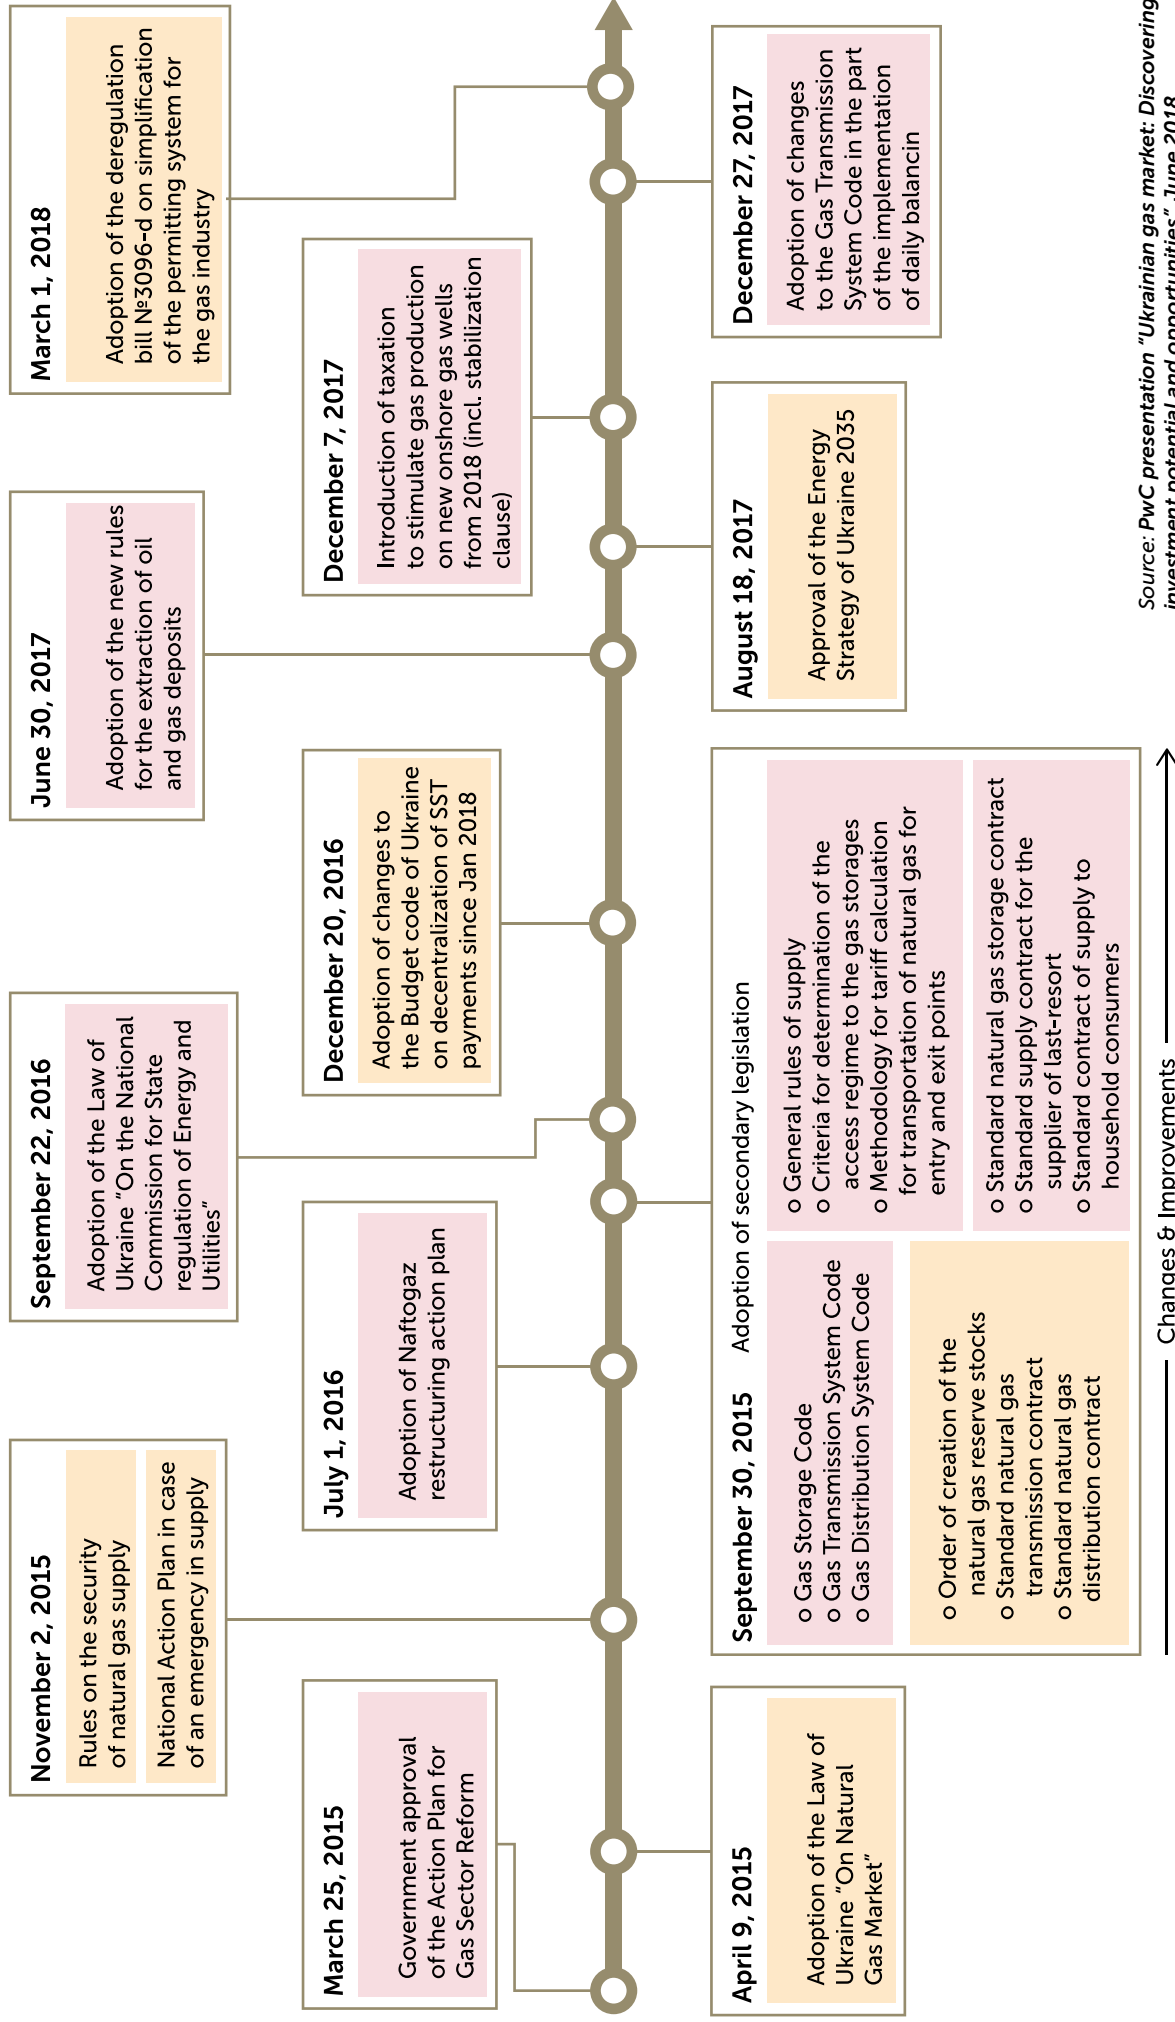 November 2, 2015
Rules on the security
of natural gas supply
National Action Plan in case
of an emergency in supply
September 22, 2016
Adoption of the Law of
Ukraine “On the National
Commission for State
regulation of Energy and
Utilities”
June 30, 2017
Adoption of the new rules
for the extraction of oil
and gas deposits
March 1, 2018
Adoption of the deregulation
bill №3096-d on simplification
of the permitting system for
the gas industry
March 25, 2015
Government approval
of the Action Plan for
Gas Sector Reform
July 1, 2016
Adoption of Naftogaz
restructuring action plan
December 20, 2016
Adoption of changes to
the Budget code of Ukraine
on decentralization of SST
payments since Jan 2018
December 7, 2017
Introduction of taxation
to stimulate gas production
on new onshore gas wells
from 2018 (incl. stabilization
clause)
April 9, 2015
Adoption of the Law of
Ukraine “On Natural
Gas Market”
September 30, 2015 Adoption of secondary legislation
o Gas Storage Code
o Gas Transmission System Code
o Gas Distribution System Code
o Order of creation of the
natural gas reserve stocks
o Standard natural gas
transmission contract
o Standard natural gas
distribution contract
o General rules of supply
o Criteria for determination of the
access regime to the gas storages
o Methodology for tariff calculation
for transportation of natural gas for
entry and exit points
o Standard natural gas storage contract
o Standard supply contract for the
supplier of last-resort
o Standard contract of supply to
household consumers
August 18, 2017
Approval of the Energy
Strategy of Ukraine 2035
December 27, 2017
Adoption of changes
to the Gas Transmission
System Code in the part
of the implementation
of daily balancin
Changes & Improvements
Source: PwC presentation “Ukrainian gas market: Discovering
investment potential and opportunities” June 2018